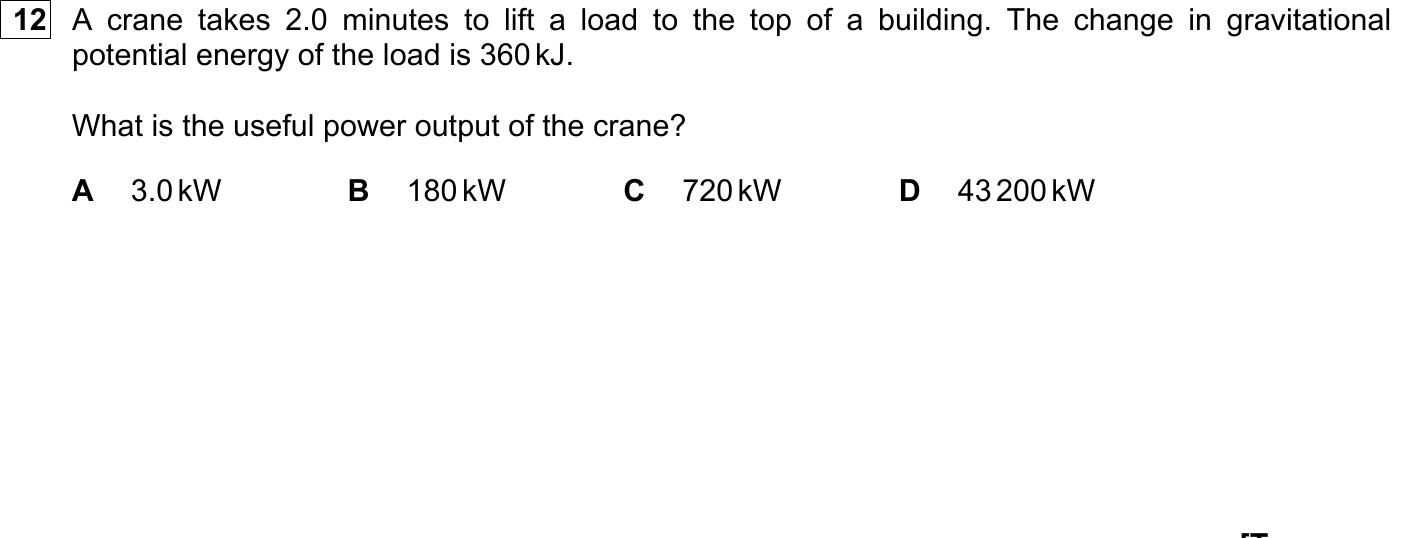 12 A crane takes 2.0 minutes to lift a load to the top of a building. The change in gravitational
potential energy of the load is 360 kJ.
What is the useful power output of the crane?
A 3.0 kW B 180 kW C 720 kW D 43 200 kW